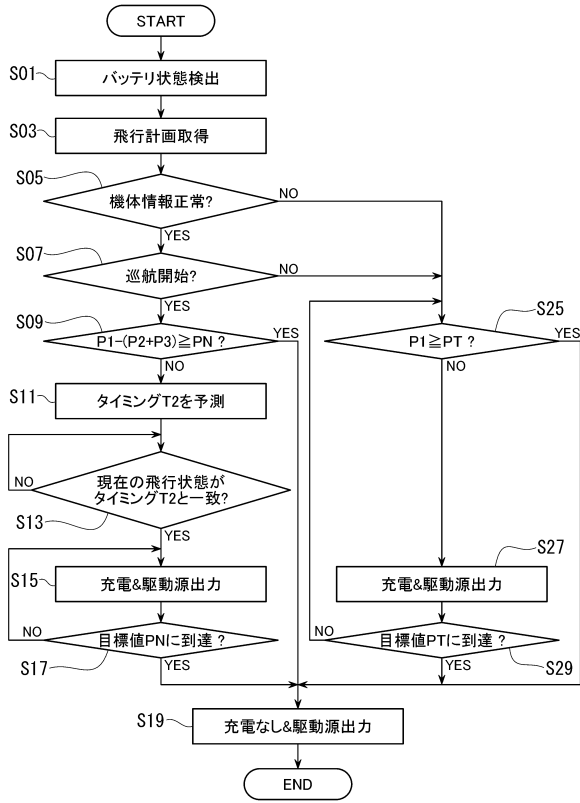 START
S01
バッテリ状態検出
S03
飛行計画取得
S05
機体情報正常?
NO
YES
S07
巡航開始?
NO
YES
S09
P1-(P2+P3)≧PN ?
YES
NO
S25
P1≧PT ?
YES
NO
S11
タイミングT2を予測
現在の飛行状態が
タイミングT2と一致?
NO
S13
YES
S15
充電&駆動源出力
S27
充電&駆動源出力
NO
目標値PNに到達 ?
S17
YES
NO
目標値PTに到達 ?
YES
S29
S19
充電なし&駆動源出力
END